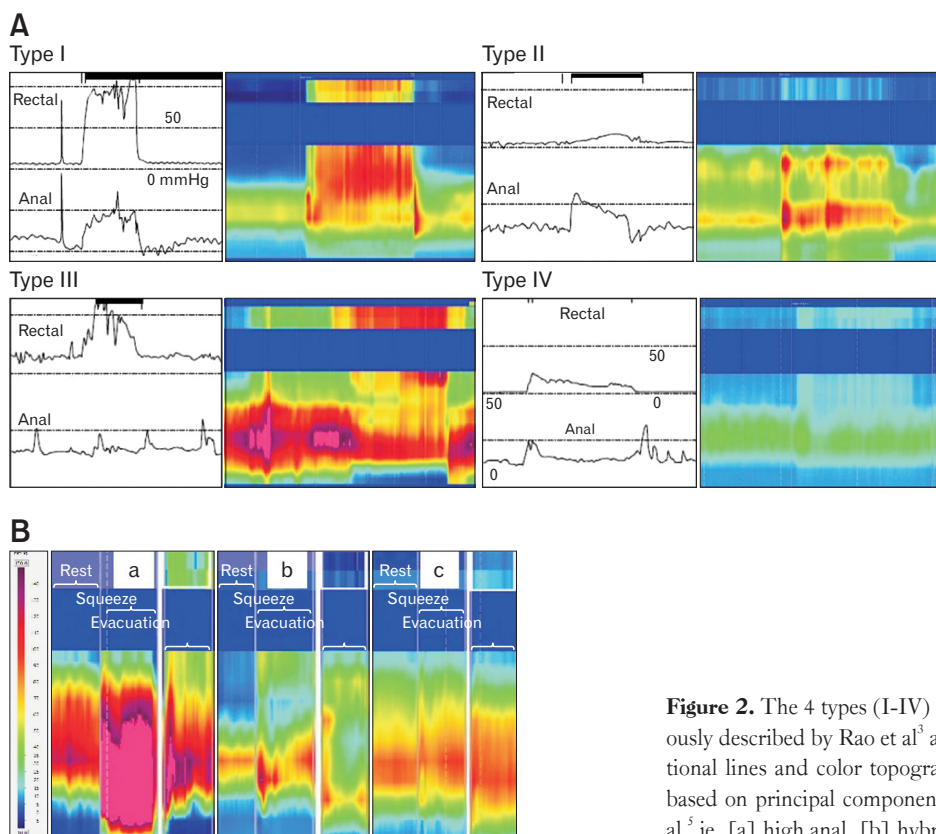 A
Type I
Type II
Rectal
50
0 mmHg
Anal
Rectal
Anal
Type III
Type IV
Rectal
Anal
Rectal
50
50
0
Anal
0
B
Rest
a
Squeeze
Evacuation
Rest
b
Squeeze
Evacuation
Rest
c
Squeeze
Evacuation
Figure 2. The 4 types (I-IV)
ously described by Rao et al³ a
tional lines and color topogra
based on principal componen
al,⁵ ie, [a] high anal, [b] hybr